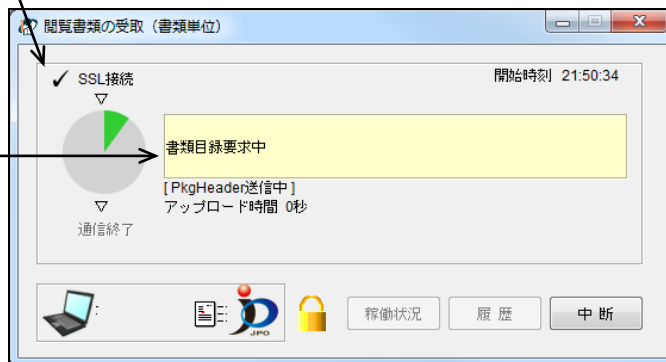 閲覧書類の受取（書類単位）
✓ SSL接続
開始時刻 21:50:34
▽
書類目録要求中
[ PkgHeader送信中 ]
▽
アップロード時間 0秒
通信終了
JPO
稼働状況
履 歴
中 断